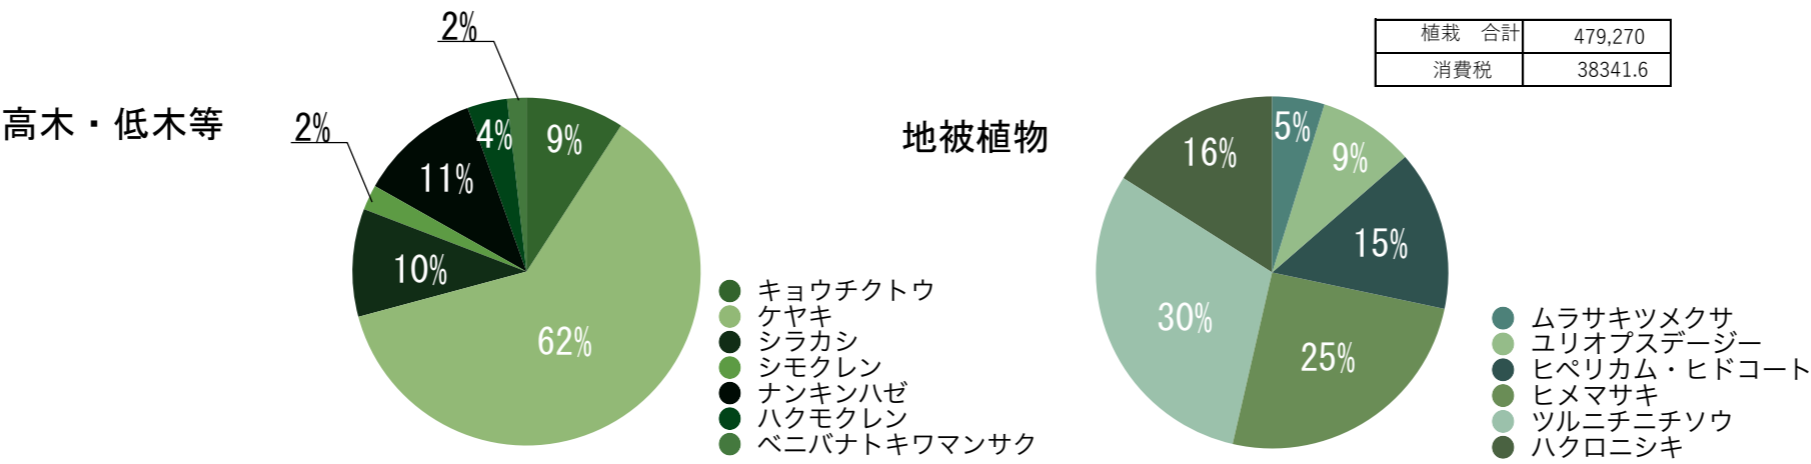 高木・低木等
2%
2%
9%
4%
11%
10%
62%
キョウチクトウ
ケヤキ
シラカシ
シモクレン
ナンキンハゼ
ハクモクレン
ベニバナトキワマンサク
地被植物
5%
9%
16%
15%
30%
25%
ムラサキツメクサ
ユリオプスデージー
ヒペリカム・ヒドコート
ヒメマサキ
ツルニチニチソウ
ハクロニシキ
植栽　合計 479,270
消費税 38341.6